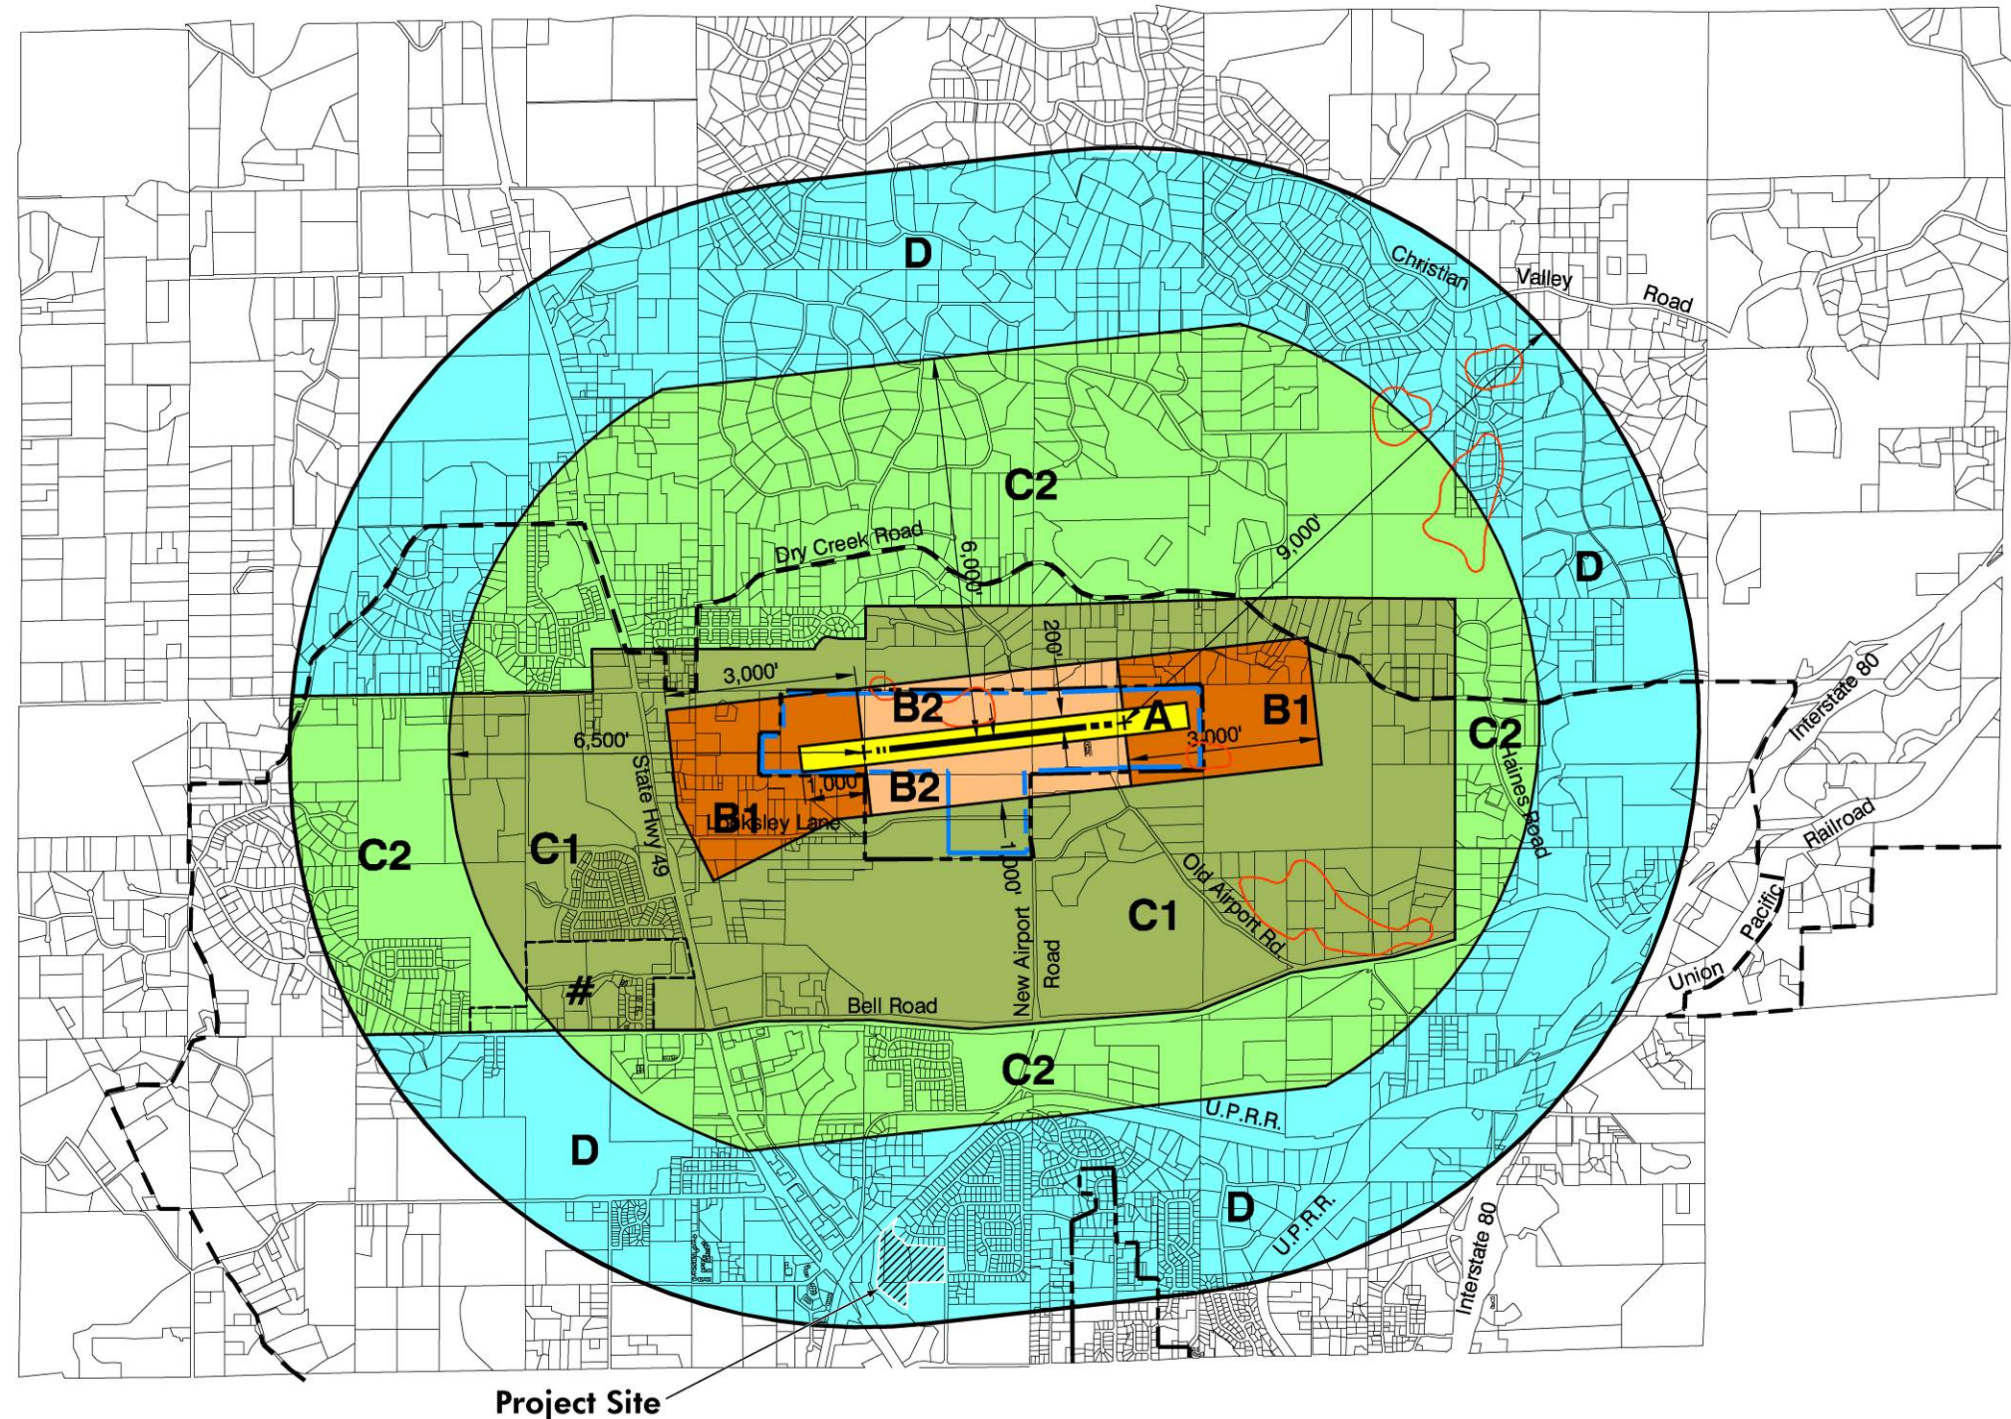 D
Christian
Valley
Road
C2
9,000'
Dry Creek Road
6,000'
D
200'
3,000'
B2
A
B1
C2
Interstate 80
6,500'
3,000'
State Hwy 49
1,000'
B2
B1
Locksley Lane
Haines Road
Railroad
C2
C1
1,000'
Old Airport Rd.
C1
Pacific
Union
#
New Airport
Road
Bell Road
C2
U.P.R.R.
D
D
U.P.R.R.
Interstate 80
Project Site